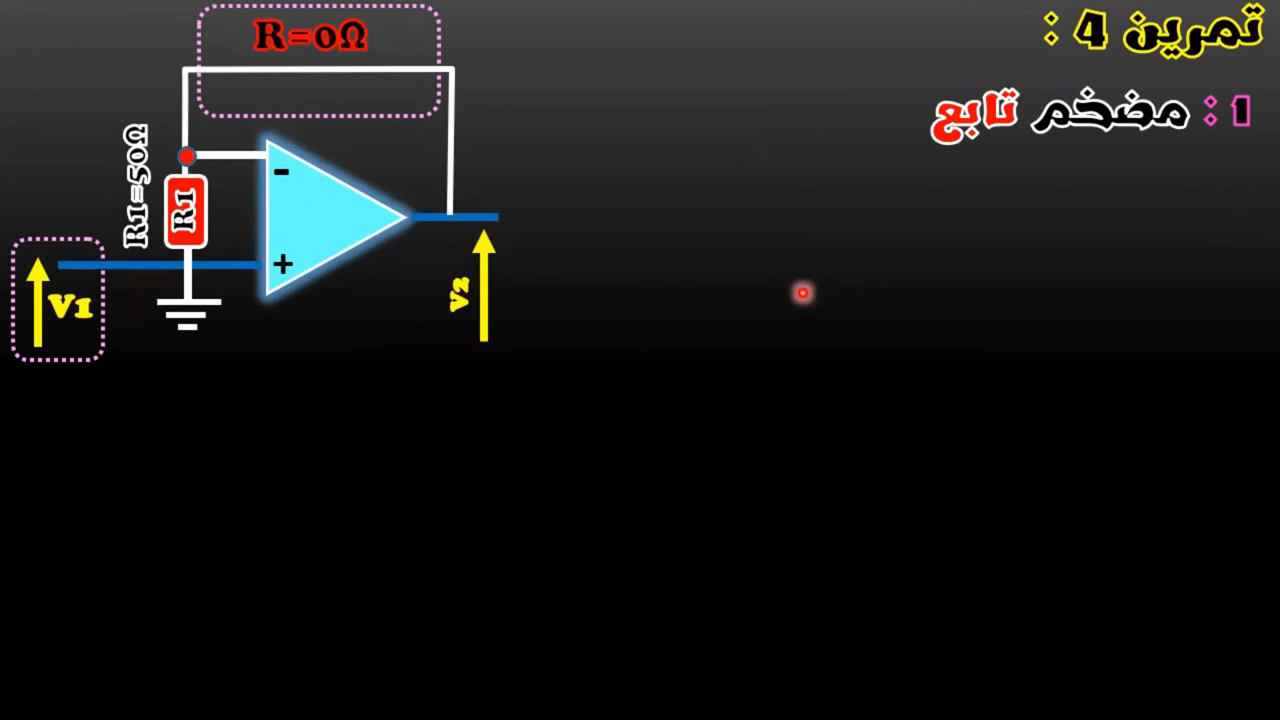 تمرين 4 :
1 : مضخم تابع
R=0Ω
R1=50Ω
R1
-
+
V1
V2